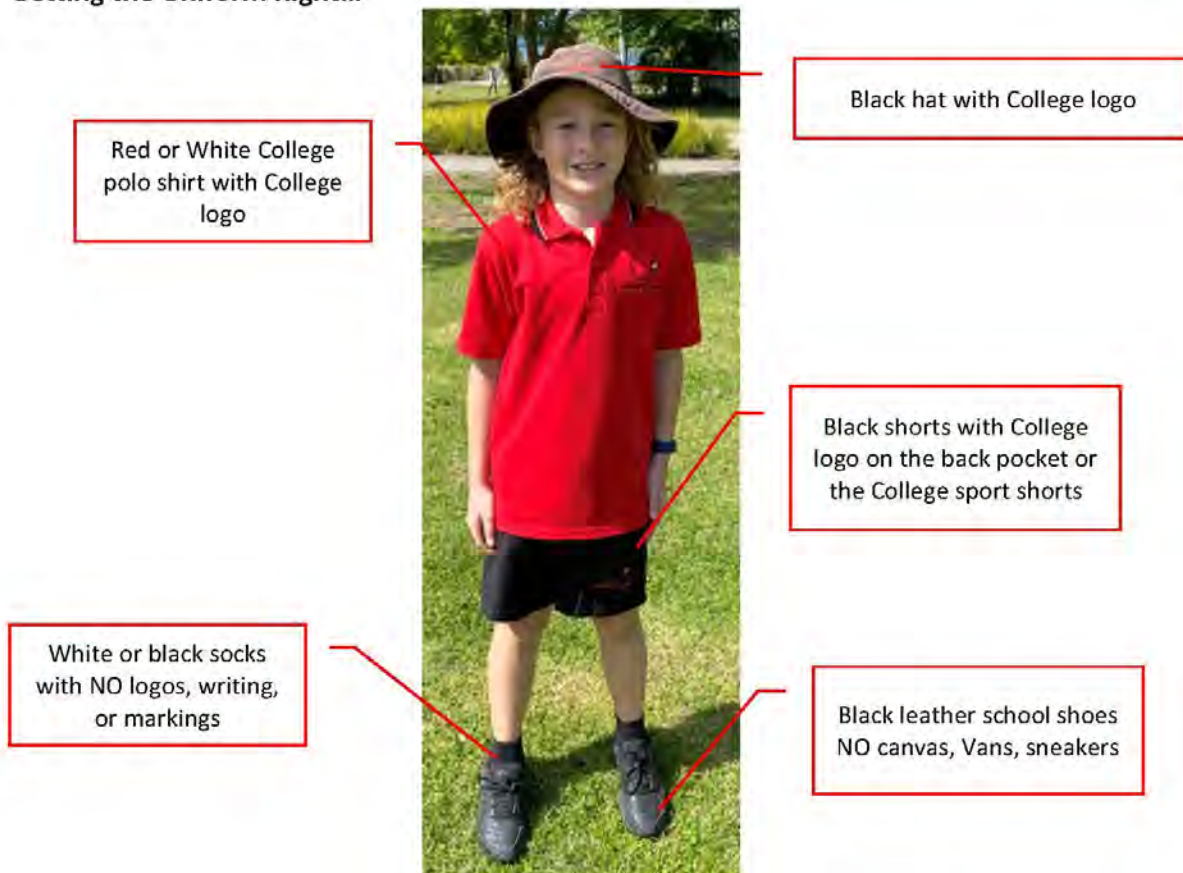 Black hat with College logo
Red or White College
polo shirt with College
logo
Black shorts with College
logo on the back pocket or
the College sport shorts
White or black socks
with NO logos, writing,
or markings
Black leather school shoes
NO canvas, Vans, sneakers